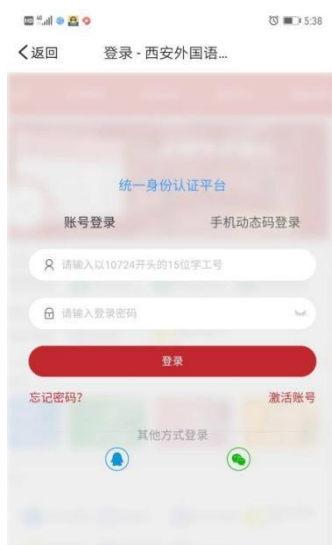 5:38
返回 登录 - 西安外国语...
统一身份认证平台
账号登录 手机动态码登录
请输入以10724开头的15位学工号
请输入登录密码
登录
忘记密码? 激活账号
其他方式登录